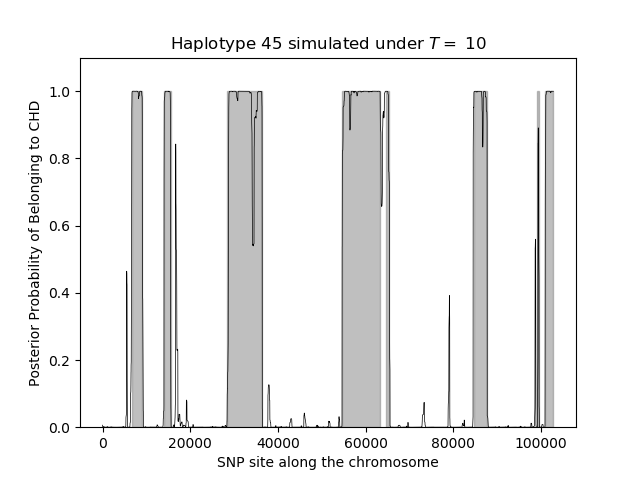 Haplotype 45 simulated under T = 10
Posterior Probability of Belonging to CHD
1.0
0.8
0.6
0.4
0.2
0.0
0 20000 40000 60000 80000 100000
SNP site along the chromosome